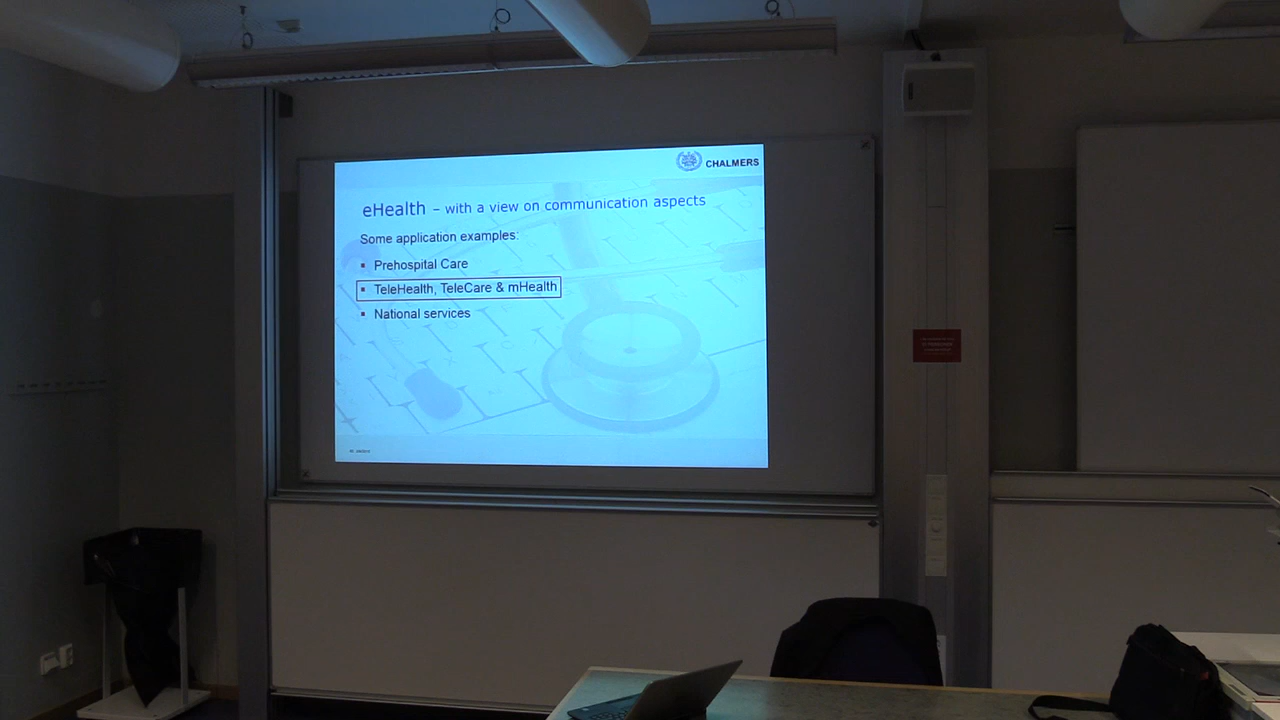 CHALMERS
eHealth – with a view on communication aspects
Some application examples:
▪ Prehospital Care
▪ TeleHealth, TeleCare & mHealth
▪ National services